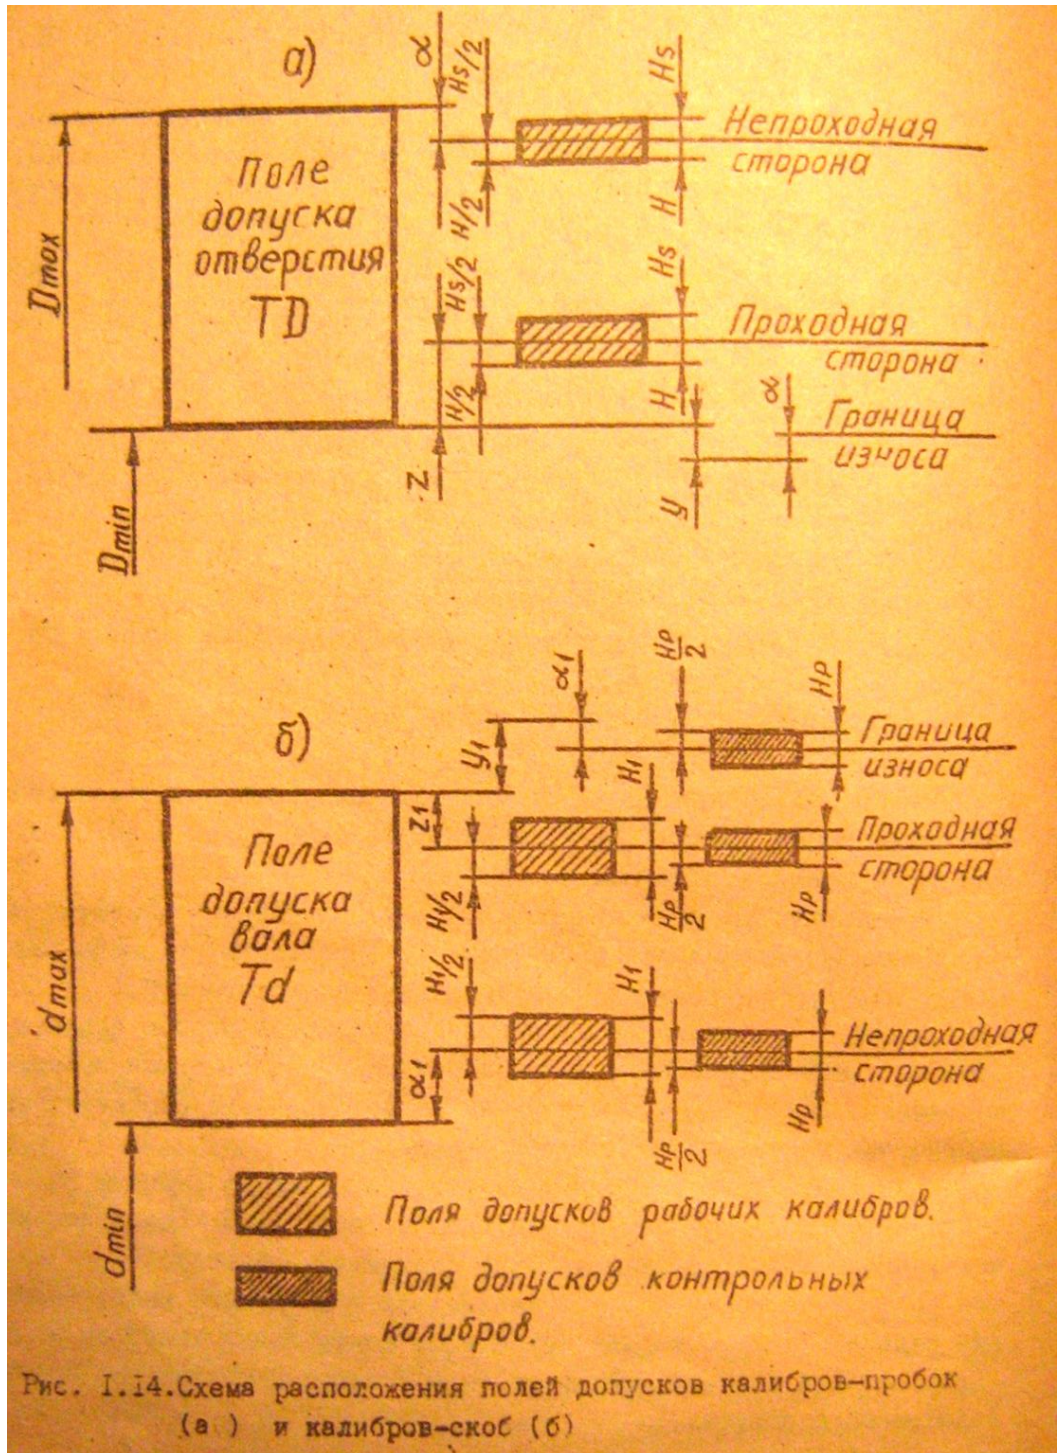 а)
α
Hs/2
Hs
Непроходная
сторона
H/2
H
Поле
допуска
отверстия
TD
Dmax
Hs/2
Hs
Проходная
сторона
H/2
H
α
Граница
износа
z
y
Dmin
б)
α1
Hp/2
Hp
Граница
износа
y1
z1
H1
Проходная
сторона
Поле
допуска
вала
Td
H1/2
Hp/2
Hp
dmax
H1/2
H1
Непроходная
сторона
α1
Hp/2
Hp
dmin
Поля допусков рабочих калибров.
Поля допусков контрольных
калибров.
Рис. I.I4.Схема расположения полей допусков калибров-пробок
(а ) и калибров-скоб (б)